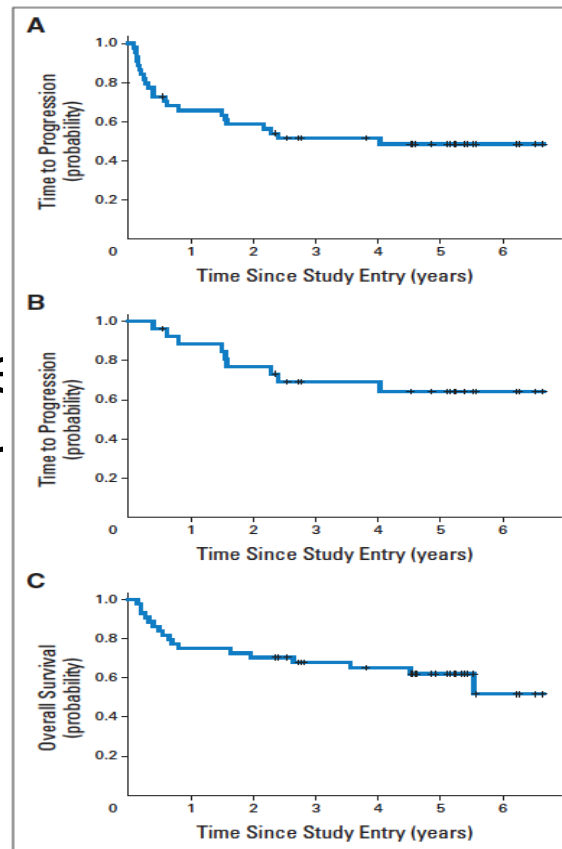 A
1.0
0.8
0.6
0.4
0.2
Time to Progression
(probability)
0 1 2 3 4 5 6
Time Since Study Entry (years)
B
1.0
0.8
0.6
0.4
0.2
Time to Progression
(probability)
0 1 2 3 4 5 6
Time Since Study Entry (years)
C
1.0
0.8
0.6
0.4
0.2
Overall Survival
(probability)
0 1 2 3 4 5 6
Time Since Study Entry (years)